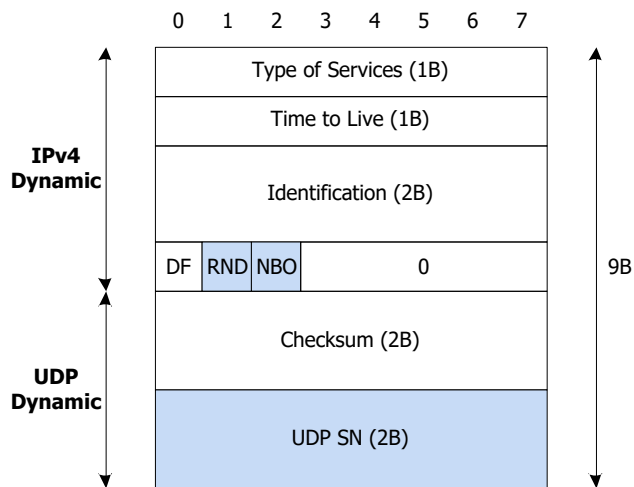 0 1 2 3 4 5 6 7
Type of Services (1B)
Time to Live (1B)
IPv4
Dynamic
Identification (2B)
DF RND NBO 0
9B
Checksum (2B)
UDP
Dynamic
UDP SN (2B)